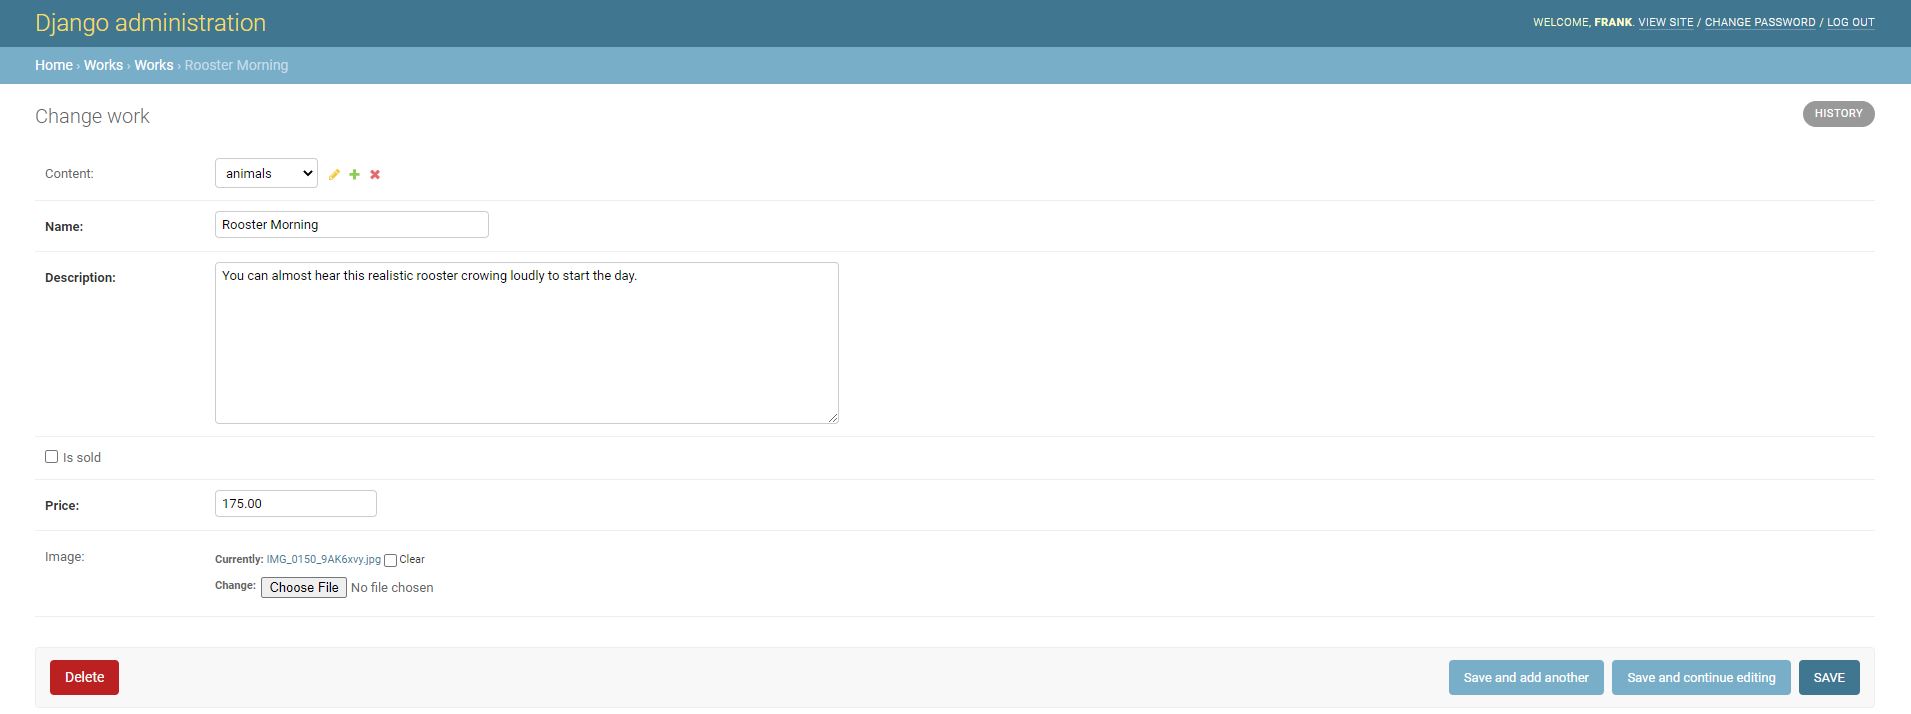 Django administration
WELCOME, FRANK. VIEW SITE / CHANGE PASSWORD / LOG OUT
Home › Works › Works › Rooster Morning
Change work
HISTORY
Content:
animals
Name:
Rooster Morning
Description:
You can almost hear this realistic rooster crowing loudly to start the day.
Is sold
Price:
175.00
Image:
Currently: IMG_0150_9AK6xvy.jpg Clear
Change: Choose File No file chosen
Delete
Save and add another
Save and continue editing
SAVE